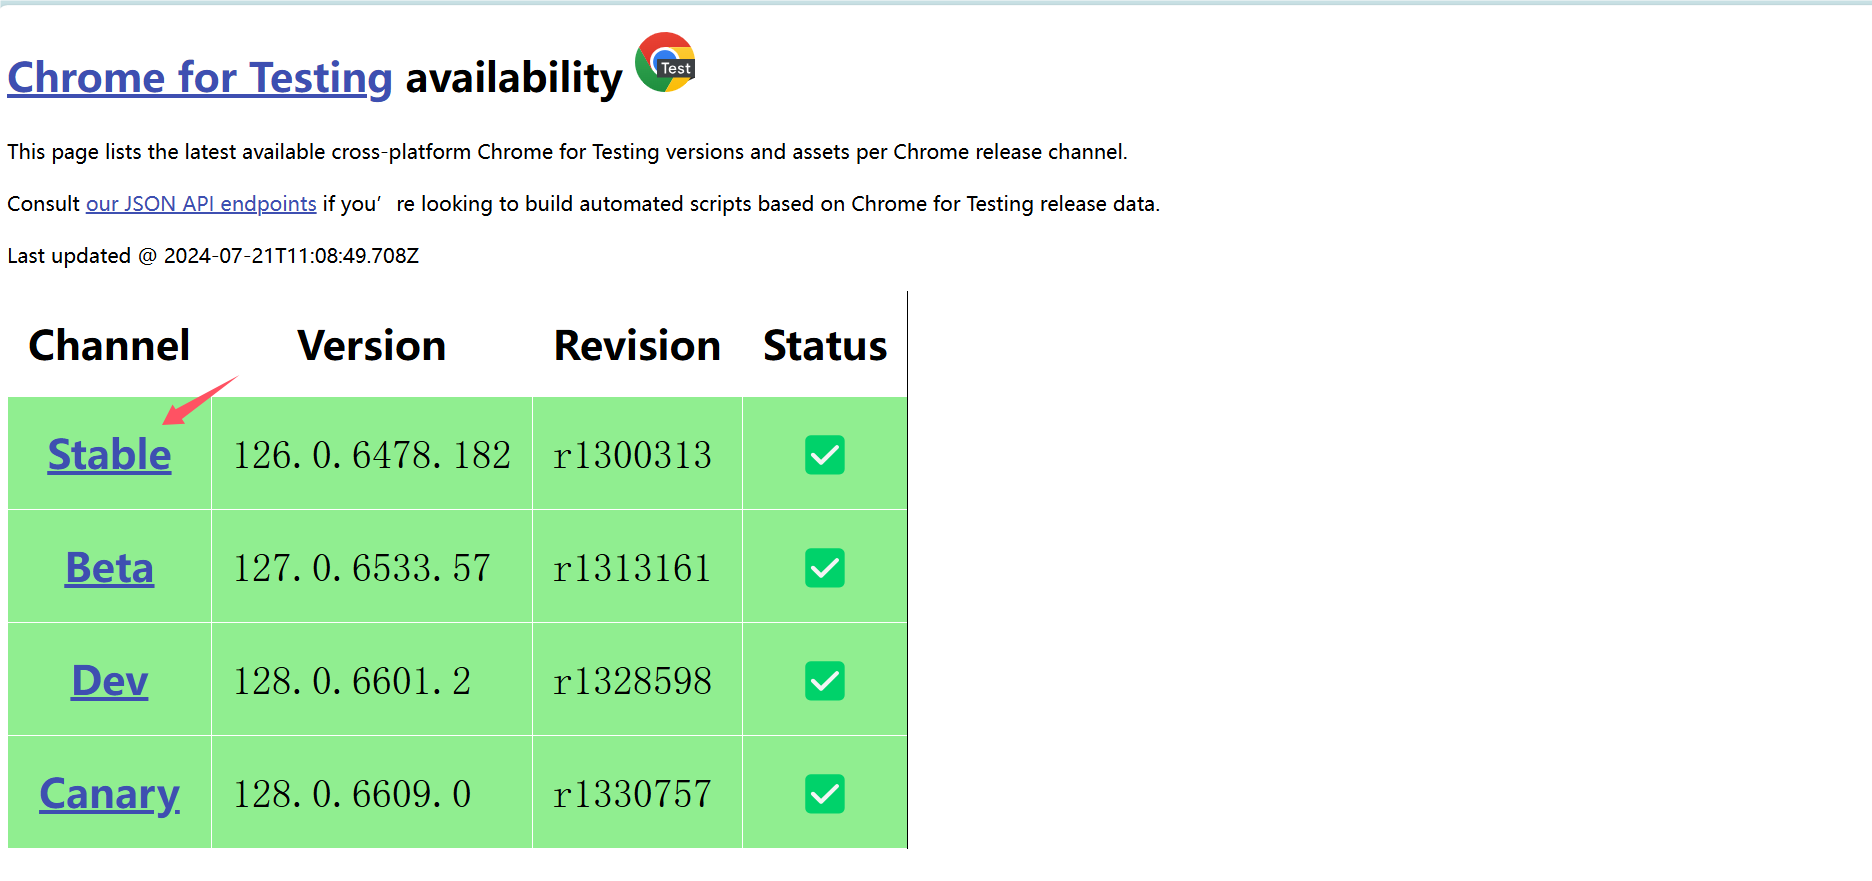 Chrome for Testing availability
Test
This page lists the latest available cross-platform Chrome for Testing versions and assets per Chrome release channel.
Consult our JSON API endpoints if you’re looking to build automated scripts based on Chrome for Testing release data.
Last updated @ 2024-07-21T11:08:49.708Z
Channel Version Revision Status
Stable 126.0.6478.182 r1300313 ✅
Beta 127.0.6533.57 r1313161 ✅
Dev 128.0.6601.2 r1328598 ✅
Canary 128.0.6609.0 r1330757 ✅